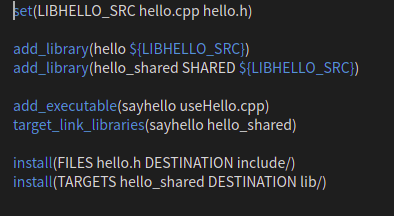 set(LIBHELLO_SRC hello.cpp hello.h)
add_library(hello ${LIBHELLO_SRC})
add_library(hello_shared SHARED ${LIBHELLO_SRC})
add_executable(sayhello useHello.cpp)
target_link_libraries(sayhello hello_shared)
install(FILES hello.h DESTINATION include/)
install(TARGETS hello_shared DESTINATION lib/)